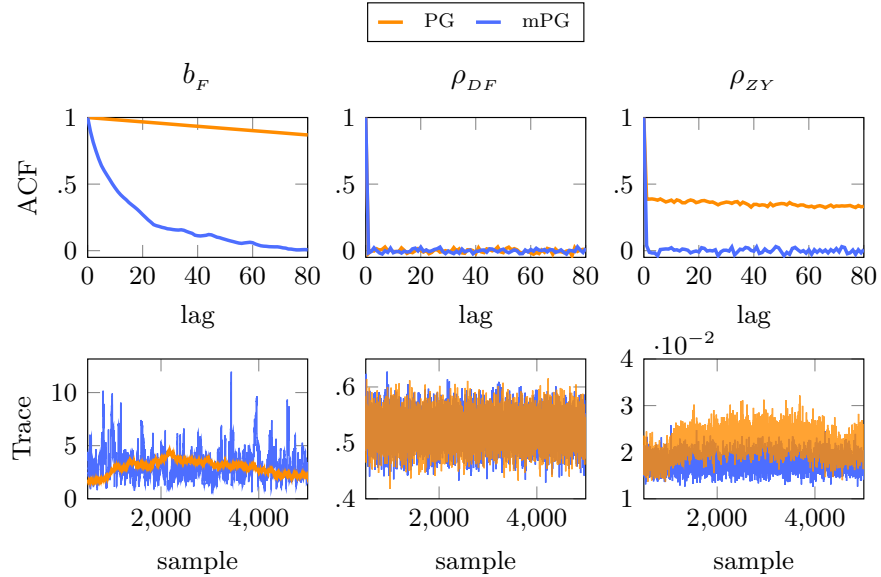 PG mPG
b_F ρ_DF ρ_ZY
ACF
1 .5 0
0 20 40 60 80
lag
1 .5 0
0 20 40 60 80
lag
1 .5 0
0 20 40 60 80
lag
Trace
10 5 0
2,000 4,000
sample
.6 .5 .4
2,000 4,000
sample
·10⁻²
4 3 2 1
2,000 4,000
sample